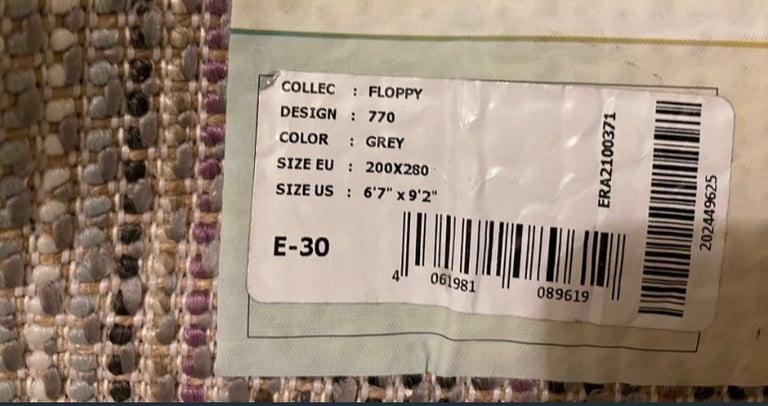 COLLEC : FLOPPY
DESIGN : 770
COLOR : GREY
SIZE EU : 200X280
SIZE US : 6'7" x 9'2"
E-30
4 061981 089619
ERA2100371
202449625